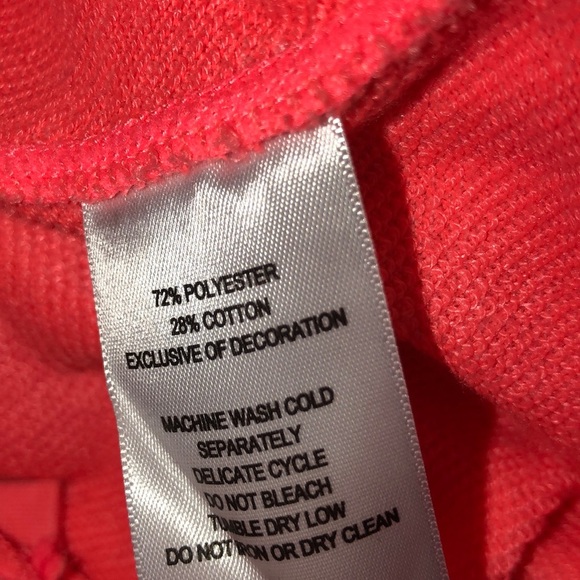 72% POLYESTER
28% COTTON
EXCLUSIVE OF DECORATION
MACHINE WASH COLD
SEPARATELY
DELICATE CYCLE
DO NOT BLEACH
TUMBLE DRY LOW
DO NOT IRON OR DRY CLEAN